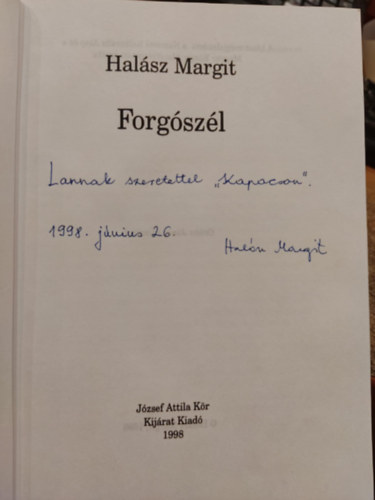 Halász Margit
Forgószél
Lannak szeretettel „Kapocson".
1998. június 26.
Halász Margit
József Attila Kör
Kijárat Kiadó
1998